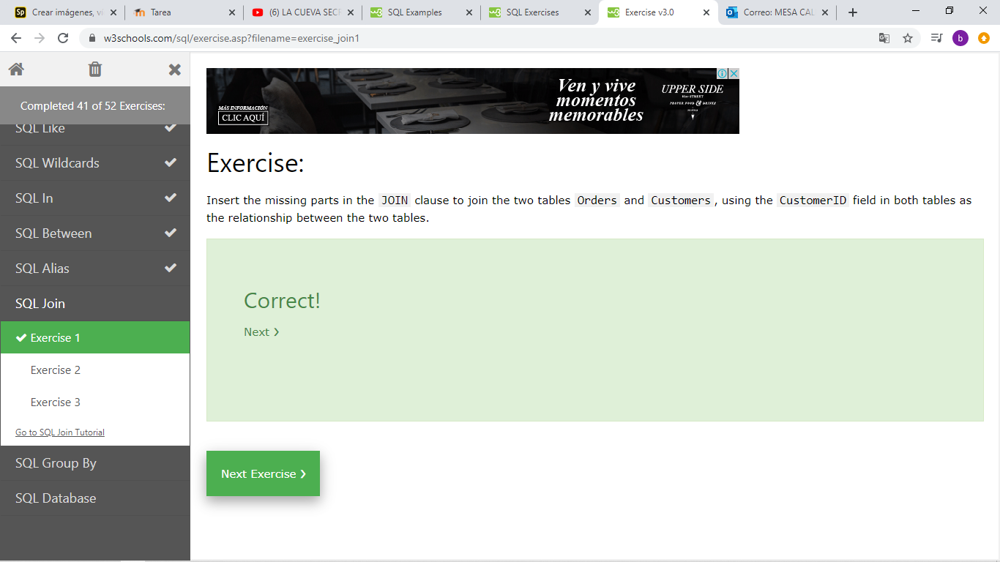 Crear imágenes, ví
Tarea
(6) LA CUEVA SECR
SQL Examples
SQL Exercises
Exercise v3.0
Correo: MESA CAL
w3schools.com/sql/exercise.asp?filename=exercise_join1
b
Completed 41 of 52 Exercises:
SQL Like
SQL Wildcards
SQL In
SQL Between
SQL Alias
SQL Join
Exercise 1
Exercise 2
Exercise 3
Go to SQL Join Tutorial
SQL Group By
SQL Database
MÁS INFORMACIÓN
CLIC AQUÍ
Ven y vive
momentos
memorables
UPPER SIDE
PROPER FOOD & DRINKS
Exercise:
Insert the missing parts in the JOIN clause to join the two tables Orders and Customers, using the CustomerID field in both tables as
the relationship between the two tables.
Correct!
Next ❯
Next Exercise ❯